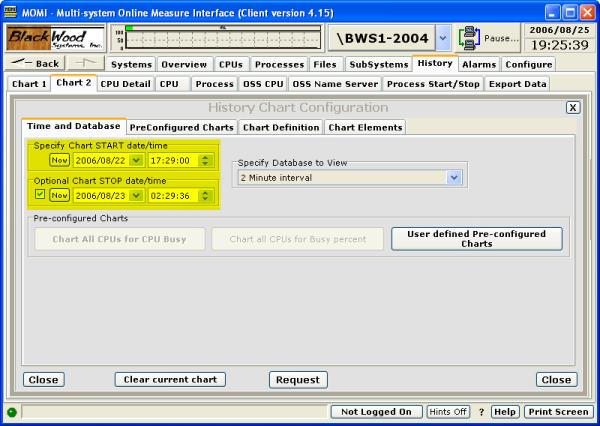 MOMI - Multi-system Online Measure Interface (Client version 4.15)
BlackWood
Systems, Inc.
100
50
\BWS1-2004
Pause...
2006/08/25
19:25:39
Back
Systems Overview CPUs Processes Files SubSystems History Alarms Configure
Chart 1 Chart 2 CPU Detail CPU Process OSS CPU OSS Name Server Process Start/Stop Export Data
History Chart Configuration
X
Time and Database PreConfigured Charts Chart Definition Chart Elements
Specify Chart START date/time
Nov 2006/08/22 17:29:00
Optional Chart STOP date/time
Nov 2006/08/23 02:29:36
Specify Database to View
2 Minute interval
Pre-configured Charts
Chart All CPUs for CPU Busy
Chart all CPUs for Busy percent
User defined Pre-configured
Charts
Close Clear current chart Request Close
Not Logged On Hints Off ? Help Print Screen